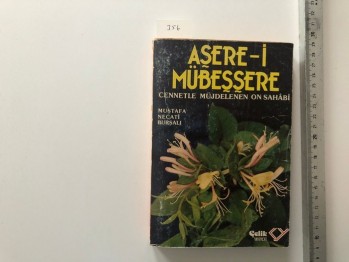 356
AŞERE-İ
MÜBEŞŞERE
CENNETLE MÜJDELENEN ON SAHÂBİ
MUSTAFA
NECATİ
BURSALI
Çelik